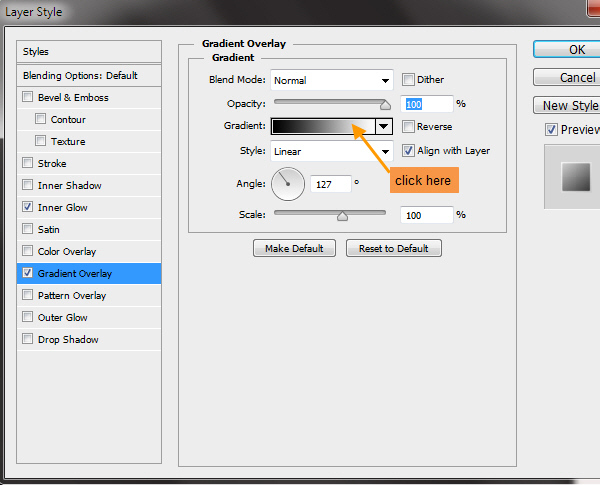 Layer Style
Styles
Blending Options: Default
Bevel & Emboss
Contour
Texture
Stroke
Inner Shadow
Inner Glow
Satin
Color Overlay
Gradient Overlay
Pattern Overlay
Outer Glow
Drop Shadow
Gradient Overlay
Gradient
Blend Mode: Normal Dither
Opacity: 100 %
Gradient: Reverse
Style: Linear Align with Layer
click here
Angle: 127 °
Scale: 100 %
Make Default Reset to Default
OK
Cancel
New Style
Preview